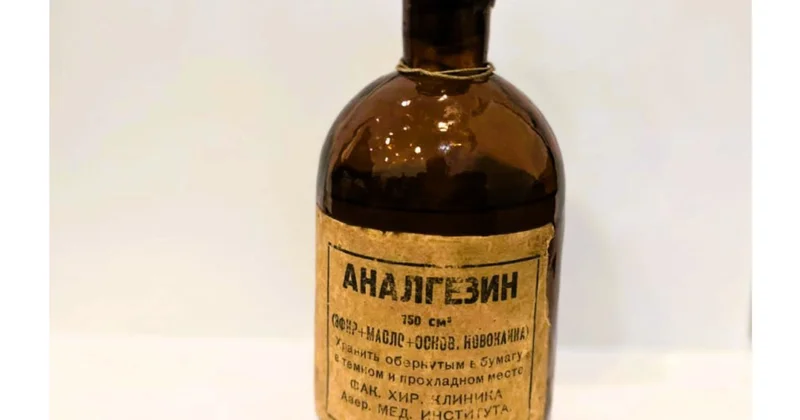 АНАЛГЕЗИН
750 см³
(ЭФИР+МАСЛО+ОСНОВ. НОВОКАИНА)
Хранить обернутым в бумагу
в темном и прохладном месте
ФАК. ХИР. КЛИНИКА
Азер. МЕД. ИНСТИТУТА.